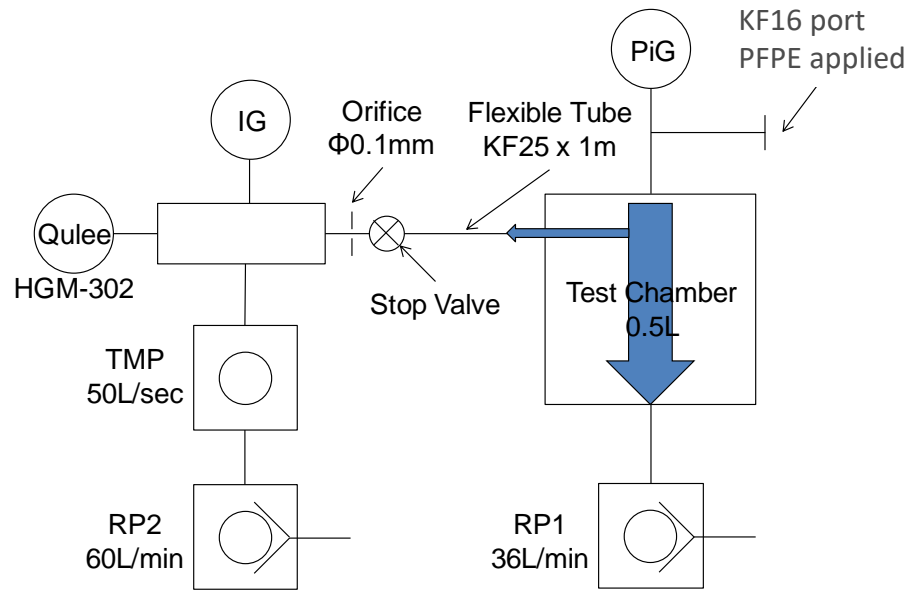 KF16 port
PFPE applied
PiG
Orifice
Φ0.1mm
Flexible Tube
KF25 x 1m
IG
Qulee
HGM-302
Stop Valve
Test Chamber
0.5L
TMP
50L/sec
RP2
60L/min
RP1
36L/min